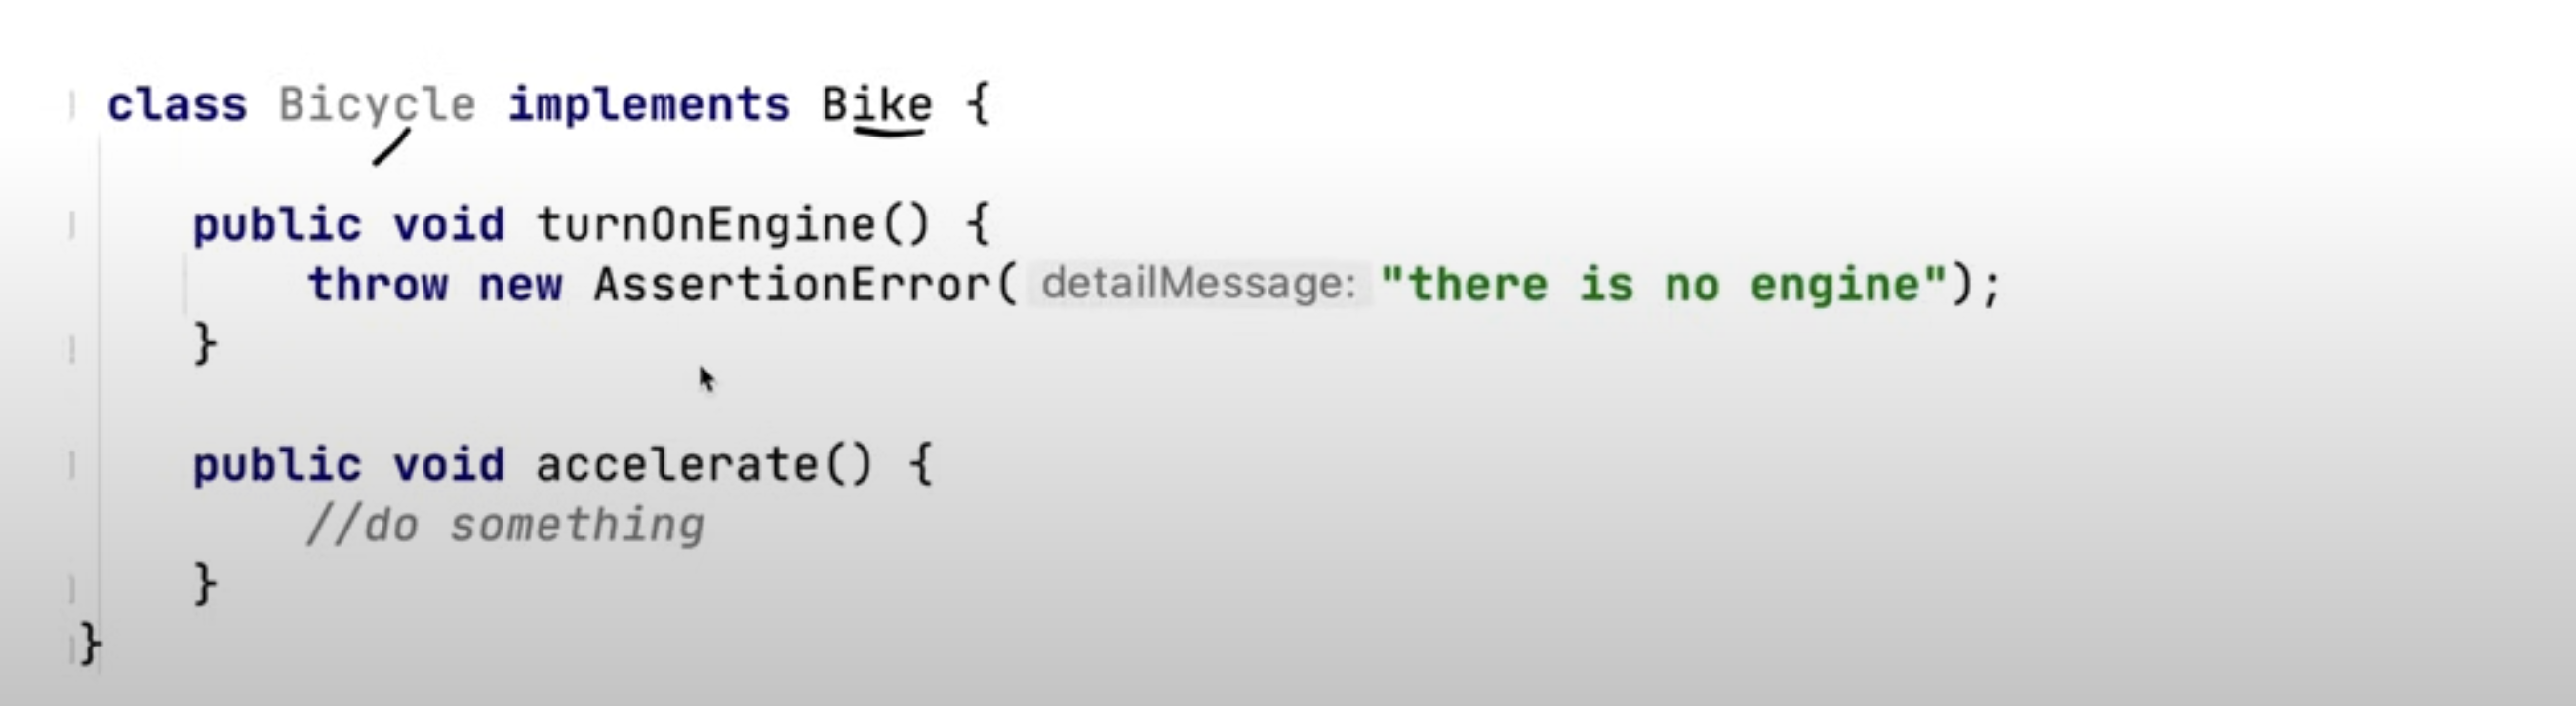 class Bicycle implements Bike {
public void turnOnEngine() {
throw new AssertionError( detailMessage: "there is no engine");
}
public void accelerate() {
//do something
}
}